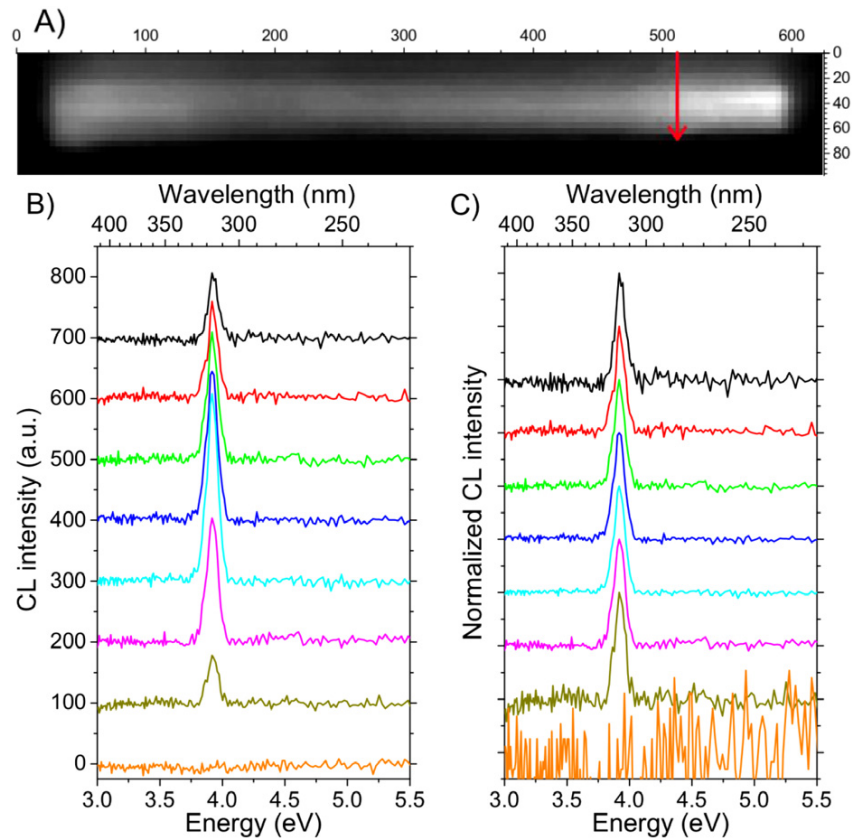 A)
0 100 200 300 400 500 600
0
20
40
60
80
B)
Wavelength (nm)
400 350 300 250
CL intensity (a.u.)
800
700
600
500
400
300
200
100
0
3.0 3.5 4.0 4.5 5.0 5.5
Energy (eV)
C)
Wavelength (nm)
400 350 300 250
Normalized CL intensity
3.0 3.5 4.0 4.5 5.0 5.5
Energy (eV)